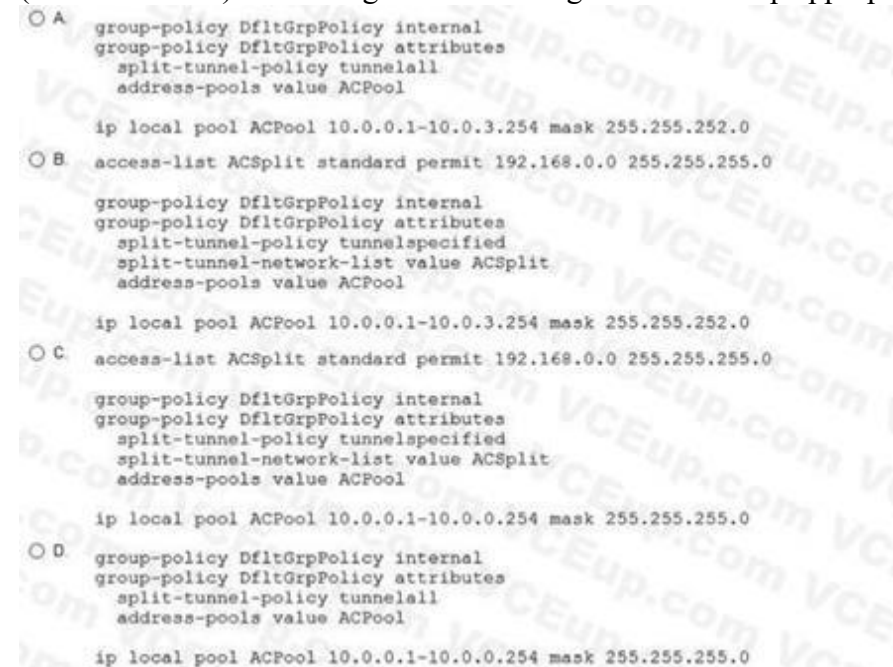 A.
group-policy DfltGrpPolicy internal
group-policy DfltGrpPolicy attributes
split-tunnel-policy tunnelall
address-pools value ACPool
ip local pool ACPool 10.0.0.1-10.0.3.254 mask 255.255.252.0
B. access-list ACSplit standard permit 192.168.0.0 255.255.255.0
group-policy DfltGrpPolicy internal
group-policy DfltGrpPolicy attributes
split-tunnel-policy tunnelspecified
split-tunnel-network-list value ACSplit
address-pools value ACPool
ip local pool ACPool 10.0.0.1-10.0.3.254 mask 255.255.252.0
C. access-list ACSplit standard permit 192.168.0.0 255.255.255.0
group-policy DfltGrpPolicy internal
group-policy DfltGrpPolicy attributes
split-tunnel-policy tunnelspecified
split-tunnel-network-list value ACSplit
address-pools value ACPool
ip local pool ACPool 10.0.0.1-10.0.0.254 mask 255.255.255.0
D.
group-policy DfltGrpPolicy internal
group-policy DfltGrpPolicy attributes
split-tunnel-policy tunnelall
address-pools value ACPool
ip local pool ACPool 10.0.0.1-10.0.0.254 mask 255.255.255.0
VCEup.com